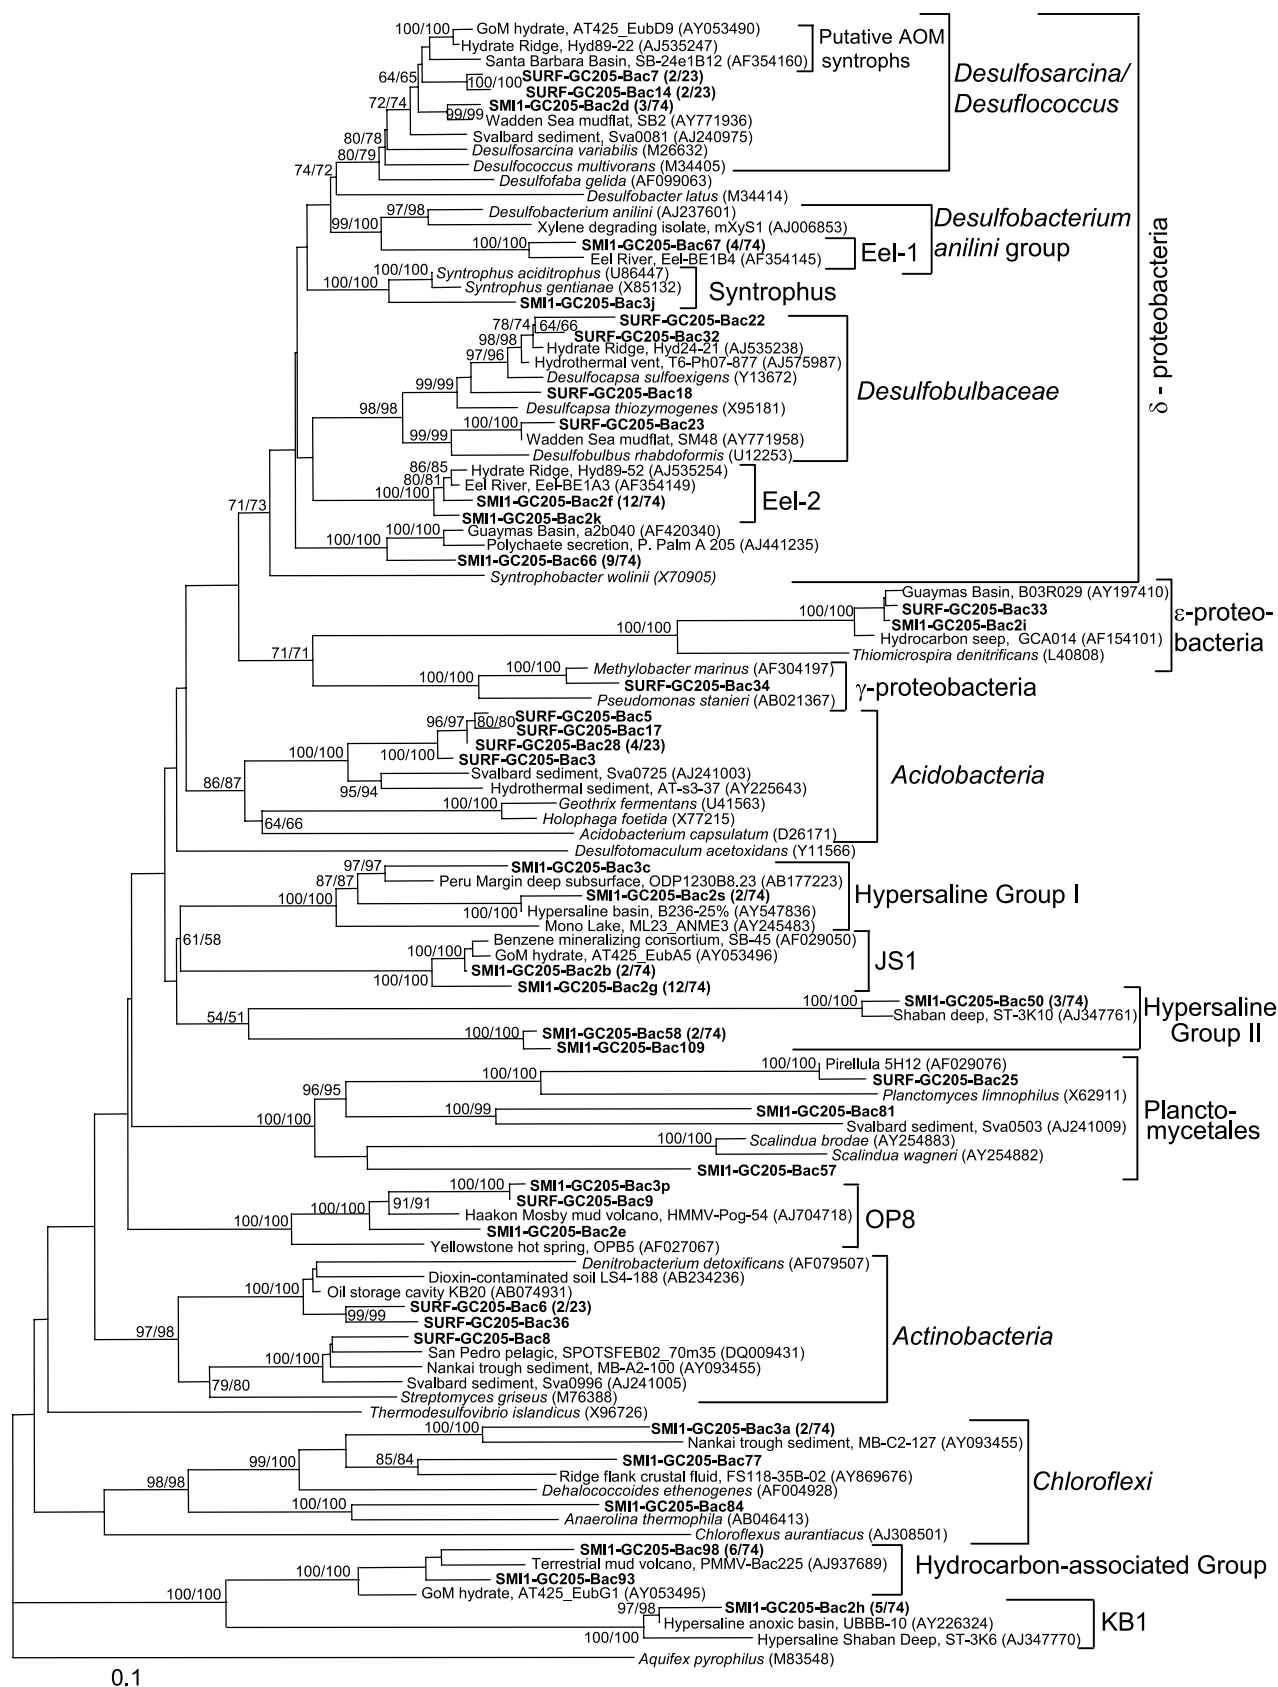 100/100
GoM hydrate, AT425_EubD9 (AY053490)
Hydrate Ridge, Hyd89-22 (AJ535247)
Santa Barbara Basin, SB-24e1B12 (AF354160)
Putative AOM
syntrophs
64/65
SURF-GC205-Bac7 (2/23)
100/100
SURF-GC205-Bac14 (2/23)
72/74
SMI1-GC205-Bac2d (3/74)
99/99
Wadden Sea mudflat, SB2 (AY771936)
Svalbard sediment, Sva0081 (AJ240975)
80/78
Desulfosarcina variabilis (M26632)
80/79
Desulfococcus multivorans (M34405)
Desulfosarcina/
Desuflococcus
74/72
Desulfofaba gelida (AF099063)
Desulfobacter latus (M34414)
97/98
Desulfobacterium anilini (AJ237601)
99/100
Xylene degrading isolate, mXyS1 (AJ006853)
100/100
SMI1-GC205-Bac67 (4/74)
Eel River, Eel-BE1B4 (AF354145)
Eel-1
Desulfobacterium
anilini group
100/100
Syntrophus aciditrophus (U86447)
100/100
Syntrophus gentianae (X85132)
SMI1-GC205-Bac3j
Syntrophus
78/74
64/66
SURF-GC205-Bac22
98/98
SURF-GC205-Bac32
97/96
Hydrate Ridge, Hyd24-21 (AJ535238)
Hydrothermal vent, T6-Ph07-877 (AJ575987)
99/99
Desulfocapsa sulfoexigens (Y13672)
SURF-GC205-Bac18
98/98
Desulfcapsa thiozymogenes (X95181)
100/100
SURF-GC205-Bac23
99/99
Wadden Sea mudflat, SM48 (AY771958)
Desulfobulbus rhabdoformis (U12253)
Desulfobulbaceae
86/85
Hydrate Ridge, Hyd89-52 (AJ535254)
80/81
Eel River, Eel-BE1A3 (AF354149)
100/100
SMI1-GC205-Bac2f (12/74)
SMI1-GC205-Bac2k
Eel-2
71/73
100/100
Guaymas Basin, a2b040 (AF420340)
100/100
Polychaete secretion, P. Palm A 205 (AJ441235)
SMI1-GC205-Bac66 (9/74)
Syntrophobacter wolinii (X70905)
δ - proteobacteria
Guaymas Basin, B03R029 (AY197410)
100/100
SURF-GC205-Bac33
100/100
SMI1-GC205-Bac2i
Hydrocarbon seep, GCA014 (AF154101)
Thiomicrospira denitrificans (L40808)
ε-proteo-
bacteria
71/71
100/100
Methylobacter marinus (AF304197)
100/100
SURF-GC205-Bac34
Pseudomonas stanieri (AB021367)
γ-proteobacteria
96/97
80/80
SURF-GC205-Bac5
SURF-GC205-Bac17
100/100
SURF-GC205-Bac28 (4/23)
100/100
SURF-GC205-Bac3
Svalbard sediment, Sva0725 (AJ241003)
86/87
95/94
Hydrothermal sediment, AT-s3-37 (AY225643)
100/100
Geothrix fermentans (U41563)
Holophaga foetida (X77215)
64/66
Acidobacterium capsulatum (D26171)
Acidobacteria
Desulfotomaculum acetoxidans (Y11566)
97/97
SMI1-GC205-Bac3c
87/87
Peru Margin deep subsurface, ODP1230B8.23 (AB177223)
100/100
SMI1-GC205-Bac2s (2/74)
100/100
Hypersaline basin, B236-25% (AY547836)
Mono Lake, ML23_ANME3 (AY245483)
Hypersaline Group I
61/58
Benzene mineralizing consortium, SB-45 (AF029050)
100/100
GoM hydrate, AT425_EubA5 (AY053496)
SMI1-GC205-Bac2b (2/74)
100/100
SMI1-GC205-Bac2g (12/74)
JS1
100/100
SMI1-GC205-Bac50 (3/74)
54/51
Shaban deep, ST-3K10 (AJ347761)
100/100
SMI1-GC205-Bac58 (2/74)
SMI1-GC205-Bac109
Hypersaline
Group II
100/100
Pirellula 5H12 (AF029076)
100/100
SURF-GC205-Bac25
96/95
Planctomyces limnophilus (X62911)
100/99
SMI1-GC205-Bac81
100/100
Svalbard sediment, Sva0503 (AJ241009)
100/100
Scalindua brodae (AY254883)
Scalindua wagneri (AY254882)
SMI1-GC205-Bac57
Plancto-
mycetales
100/100
SMI1-GC205-Bac3p
91/91
SURF-GC205-Bac9
100/100
Haakon Mosby mud volcano, HMMV-Pog-54 (AJ704718)
100/100
SMI1-GC205-Bac2e
Yellowstone hot spring, OPB5 (AF027067)
OP8
Denitrobacterium detoxificans (AF079507)
Dioxin-contaminated soil LS4-188 (AB234236)
100/100
Oil storage cavity KB20 (AB074931)
SURF-GC205-Bac6 (2/23)
99/99
SURF-GC205-Bac36
97/98
SURF-GC205-Bac8
San Pedro pelagic, SPOTSFEB02_70m35 (DQ009431)
100/100
Nankai trough sediment, MB-A2-100 (AY093455)
Svalbard sediment, Sva0996 (AJ241005)
79/80
Streptomyces griseus (M76388)
Actinobacteria
Thermodesulfovibrio islandicus (X96726)
100/100
SMI1-GC205-Bac3a (2/74)
Nankai trough sediment, MB-C2-127 (AY093455)
99/100
85/84
SMI1-GC205-Bac77
Ridge flank crustal fluid, FS118-35B-02 (AY869676)
98/98
Dehalococcoides ethenogenes (AF004928)
100/100
SMI1-GC205-Bac84
Anaerolina thermophila (AB046413)
Chloroflexus aurantiacus (AJ308501)
Chloroflexi
SMI1-GC205-Bac98 (6/74)
100/100
Terrestrial mud volcano, PMMV-Bac225 (AJ937689)
SMI1-GC205-Bac93
100/100
GoM hydrate, AT425_EubG1 (AY053495)
Hydrocarbon-associated Group
97/98
SMI1-GC205-Bac2h (5/74)
Hypersaline anoxic basin, UBBB-10 (AY226324)
100/100
Hypersaline Shaban Deep, ST-3K6 (AJ347770)
KB1
Aquifex pyrophilus (M83548)
0.1